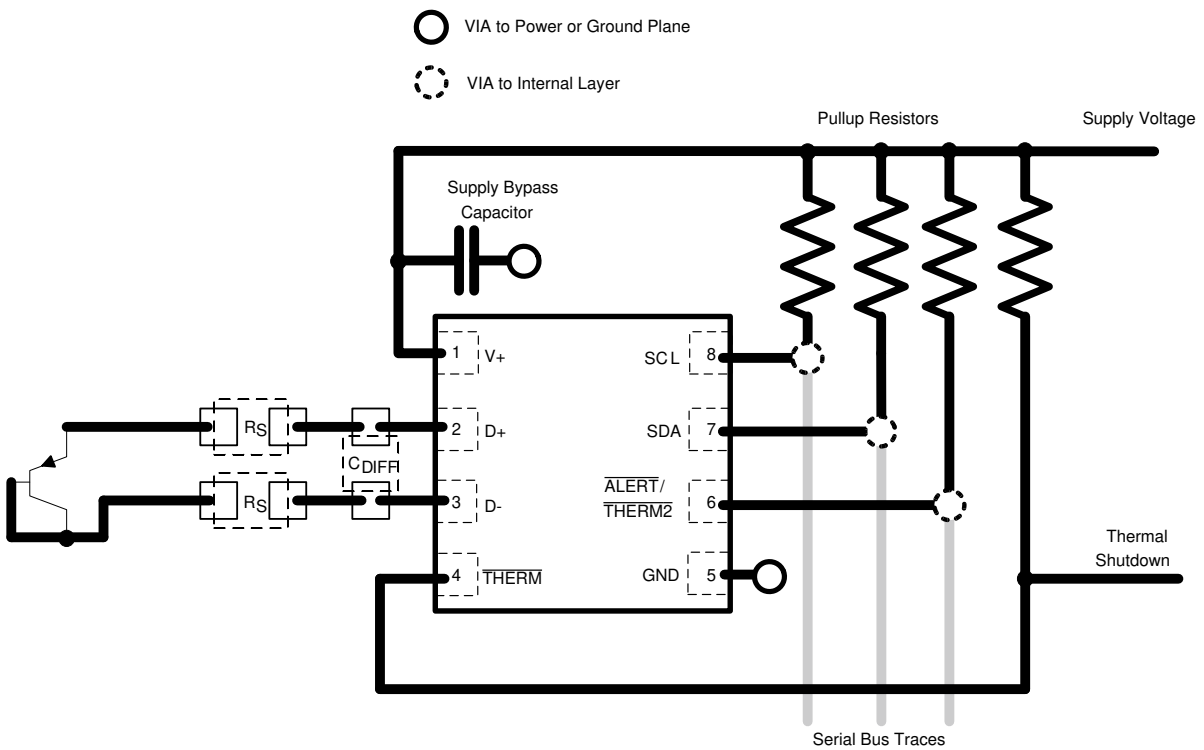 VIA to Power or Ground Plane
VIA to Internal Layer
Pullup Resistors
Supply Voltage
Supply Bypass
Capacitor
1
V+
SCL
8
RS
2
D+
SDA
7
CDIFF
RS
3
D-
ALERT/
THERM2
6
Thermal
Shutdown
4
THERM
GND
5
Serial Bus Traces